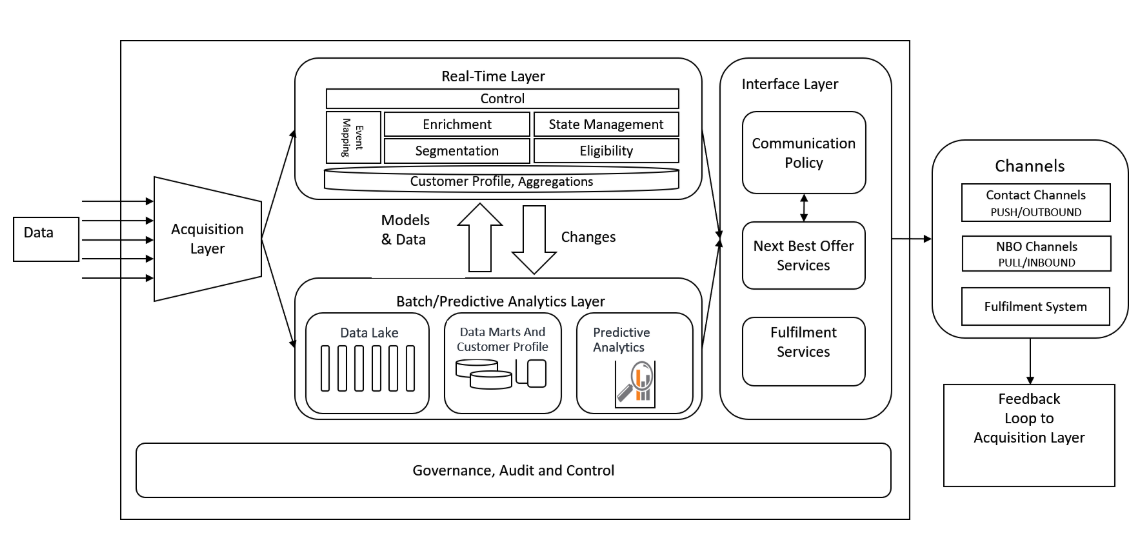 Data
Acquisition
Layer
Real-Time Layer
Control
Event
Mapping
Enrichment
State Management
Segmentation
Eligibility
Customer Profile, Aggregations
Models
& Data
Changes
Batch/Predictive Analytics Layer
Data Lake
Data Marts And
Customer Profile
Predictive
Analytics
Interface Layer
Communication
Policy
Next Best Offer
Services
Fulfilment
Services
Governance, Audit and Control
Channels
Contact Channels
PUSH/OUTBOUND
NBO Channels
PULL/INBOUND
Fulfilment System
Feedback
Loop to
Acquisition Layer